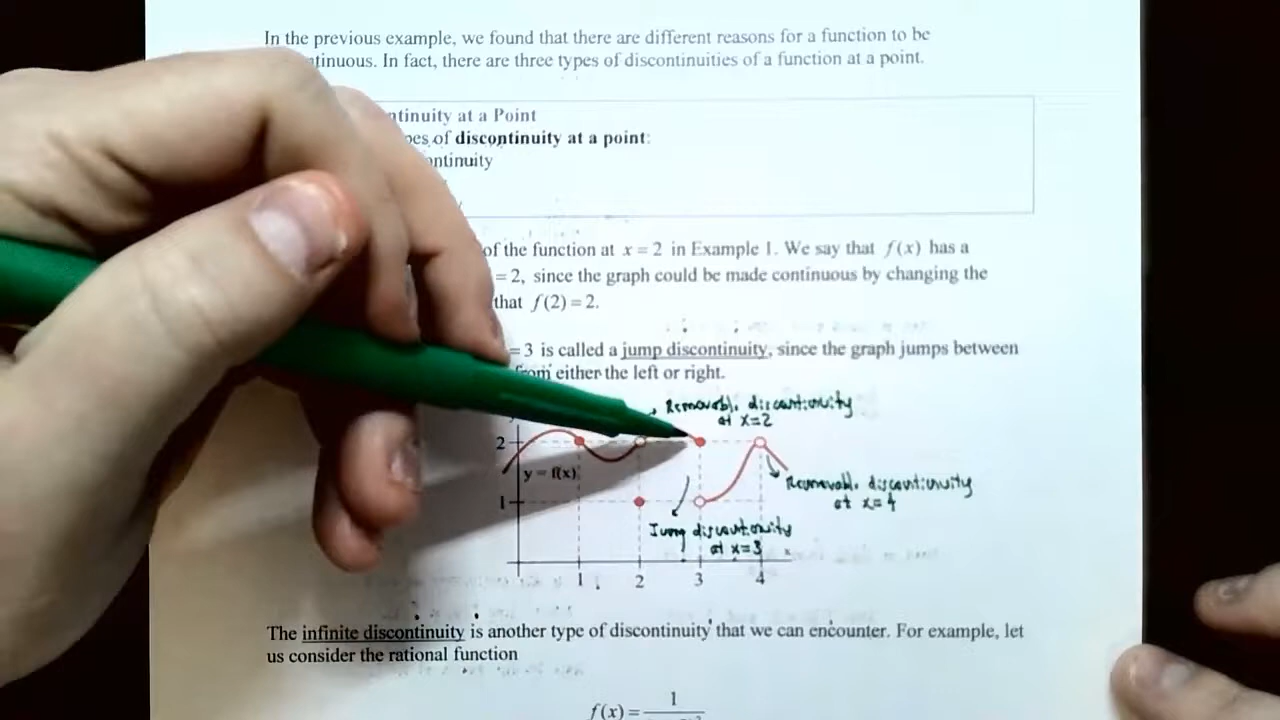 In the previous example, we found that there are different reasons for a function to be
tinuous. In fact, there are three types of discontinuities of a function at a point.
ntinuity at a Point
pes of discontinuity at a point:
ontinuity
of the function at x = 2 in Example 1. We say that f(x) has a
= 2, since the graph could be made continuous by changing the
that f(2) = 2.
= 3 is called a jump discontinuity, since the graph jumps between
from either the left or right.
Removable discontinuity
at x=2
2
y = f(x)
Removable discontinuity
at x=4
1
Jump discontinuity
at x=3
x
1 2 3 4
The infinite discontinuity is another type of discontinuity that we can encounter. For example, let
us consider the rational function
f(x) = 1